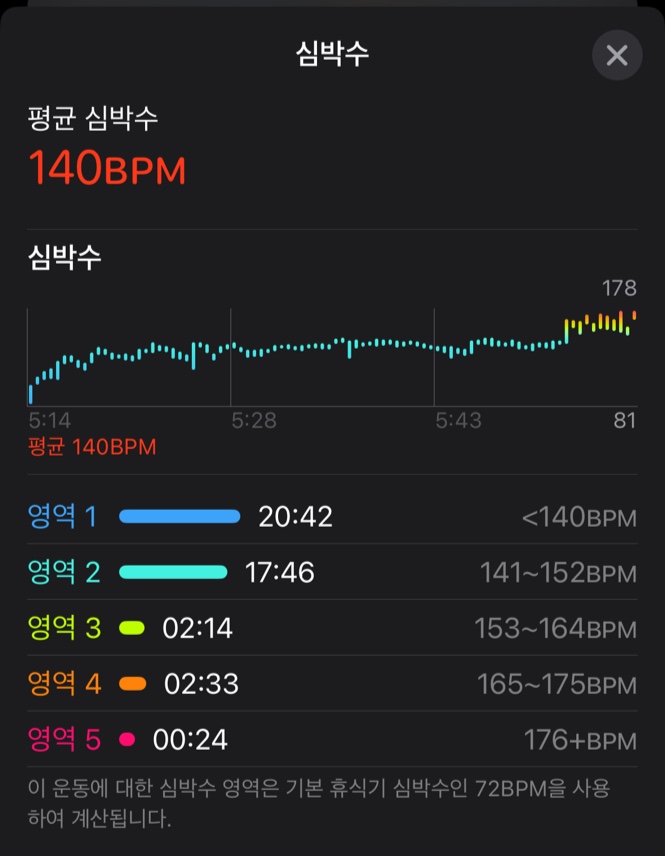 심박수
평균 심박수
140BPM
심박수
178
5:14 5:28 5:43 81
평균 140BPM
영역 1 20:42 <140BPM
영역 2 17:46 141~152BPM
영역 3 02:14 153~164BPM
영역 4 02:33 165~175BPM
영역 5 00:24 176+BPM
이 운동에 대한 심박수 영역은 기본 휴식기 심박수인 72BPM을 사용
하여 계산됩니다.